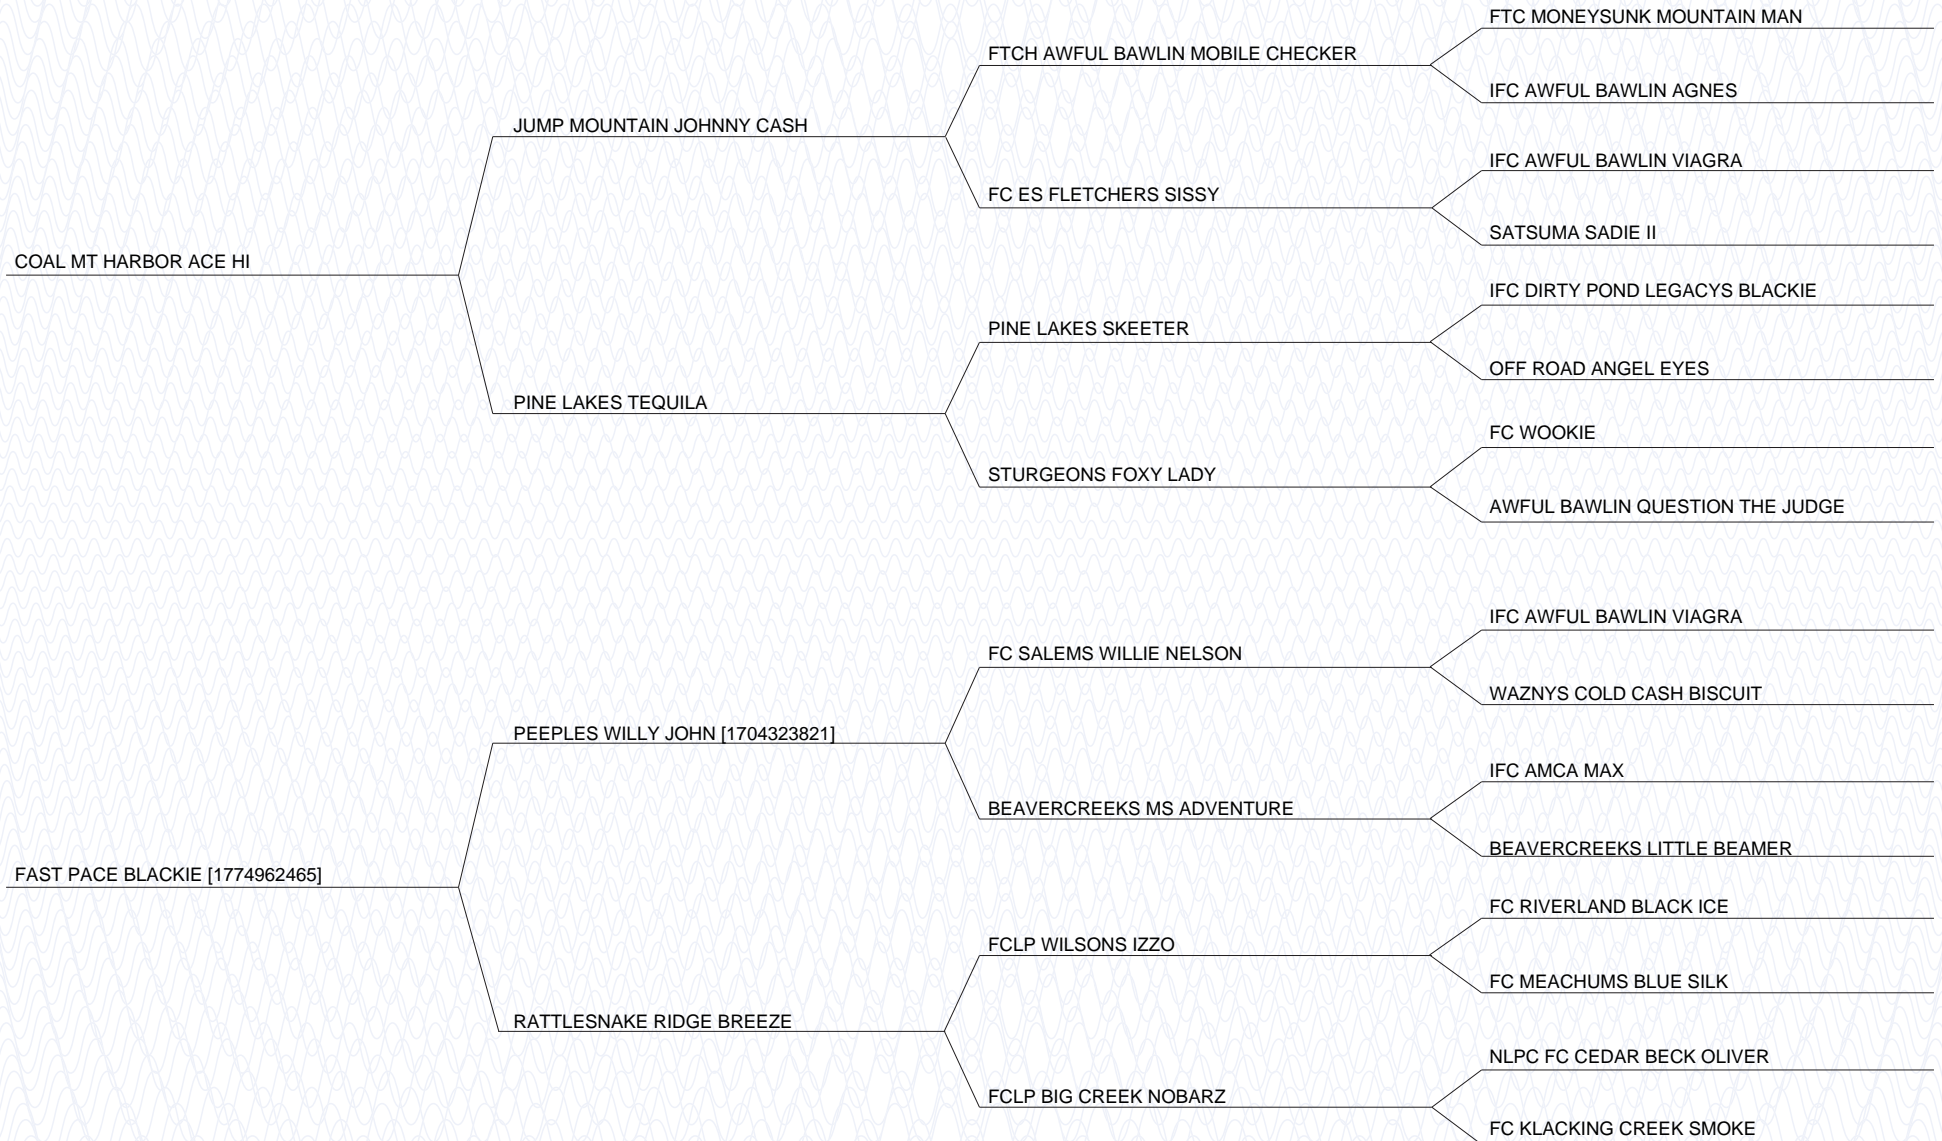 FTC MONEYSUNK MOUNTAIN MAN
FTCH AWFUL BAWLIN MOBILE CHECKER
IFC AWFUL BAWLIN AGNES
JUMP MOUNTAIN JOHNNY CASH
IFC AWFUL BAWLIN VIAGRA
FC ES FLETCHERS SISSY
SATSUMA SADIE II
COAL MT HARBOR ACE HI
IFC DIRTY POND LEGACYS BLACKIE
PINE LAKES SKEETER
OFF ROAD ANGEL EYES
PINE LAKES TEQUILA
FC WOOKIE
STURGEONS FOXY LADY
AWFUL BAWLIN QUESTION THE JUDGE
IFC AWFUL BAWLIN VIAGRA
FC SALEMS WILLIE NELSON
WAZNYS COLD CASH BISCUIT
PEEPLES WILLY JOHN [1704323821]
IFC AMCA MAX
BEAVERCREEKS MS ADVENTURE
BEAVERCREEKS LITTLE BEAMER
FAST PACE BLACKIE [1774962465]
FC RIVERLAND BLACK ICE
FCLP WILSONS IZZO
FC MEACHUMS BLUE SILK
RATTLESNAKE RIDGE BREEZE
NLPC FC CEDAR BECK OLIVER
FCLP BIG CREEK NOBARZ
FC KLACKING CREEK SMOKE